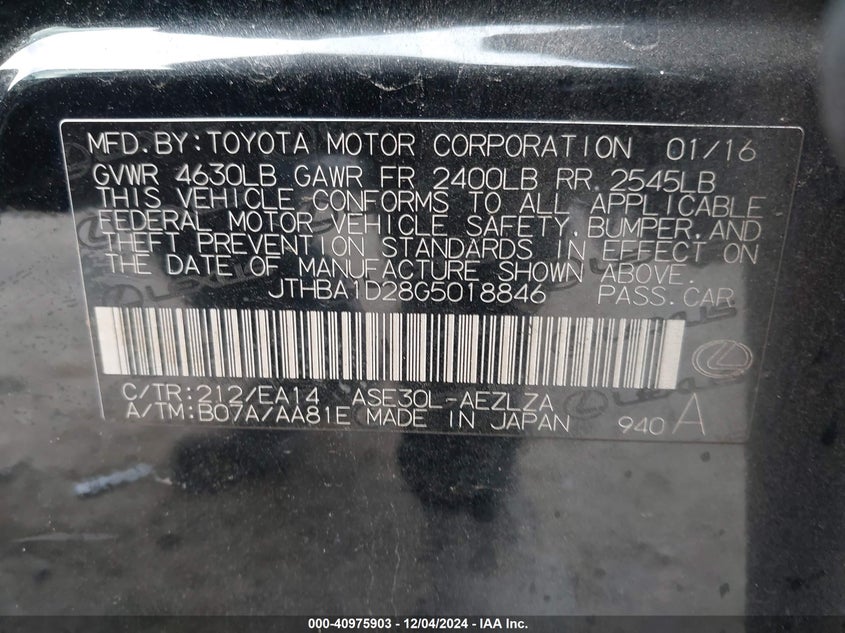 MFD.BY:TOYOTA MOTOR CORPORATION 01/16
GVWR 4630LB GAWR FR 2400LB RR 2545LB
THIS VEHICLE CONFORMS TO ALL APPLICABLE
FEDERAL MOTOR VEHICLE SAFETY,BUMPER,AND
THEFT PREVENTION STANDARDS IN EFFECT ON
THE DATE OF MANUFACTURE SHOWN ABOVE.
JTHBA1D28G5018846 PASS.CAR
C/TR:212/EA14 ASE30L-AEZLZA
A/TM:B07A/AA81E MADE IN JAPAN 940 A
LEXUS
000-40975903 - 12/04/2024 - IAA Inc.